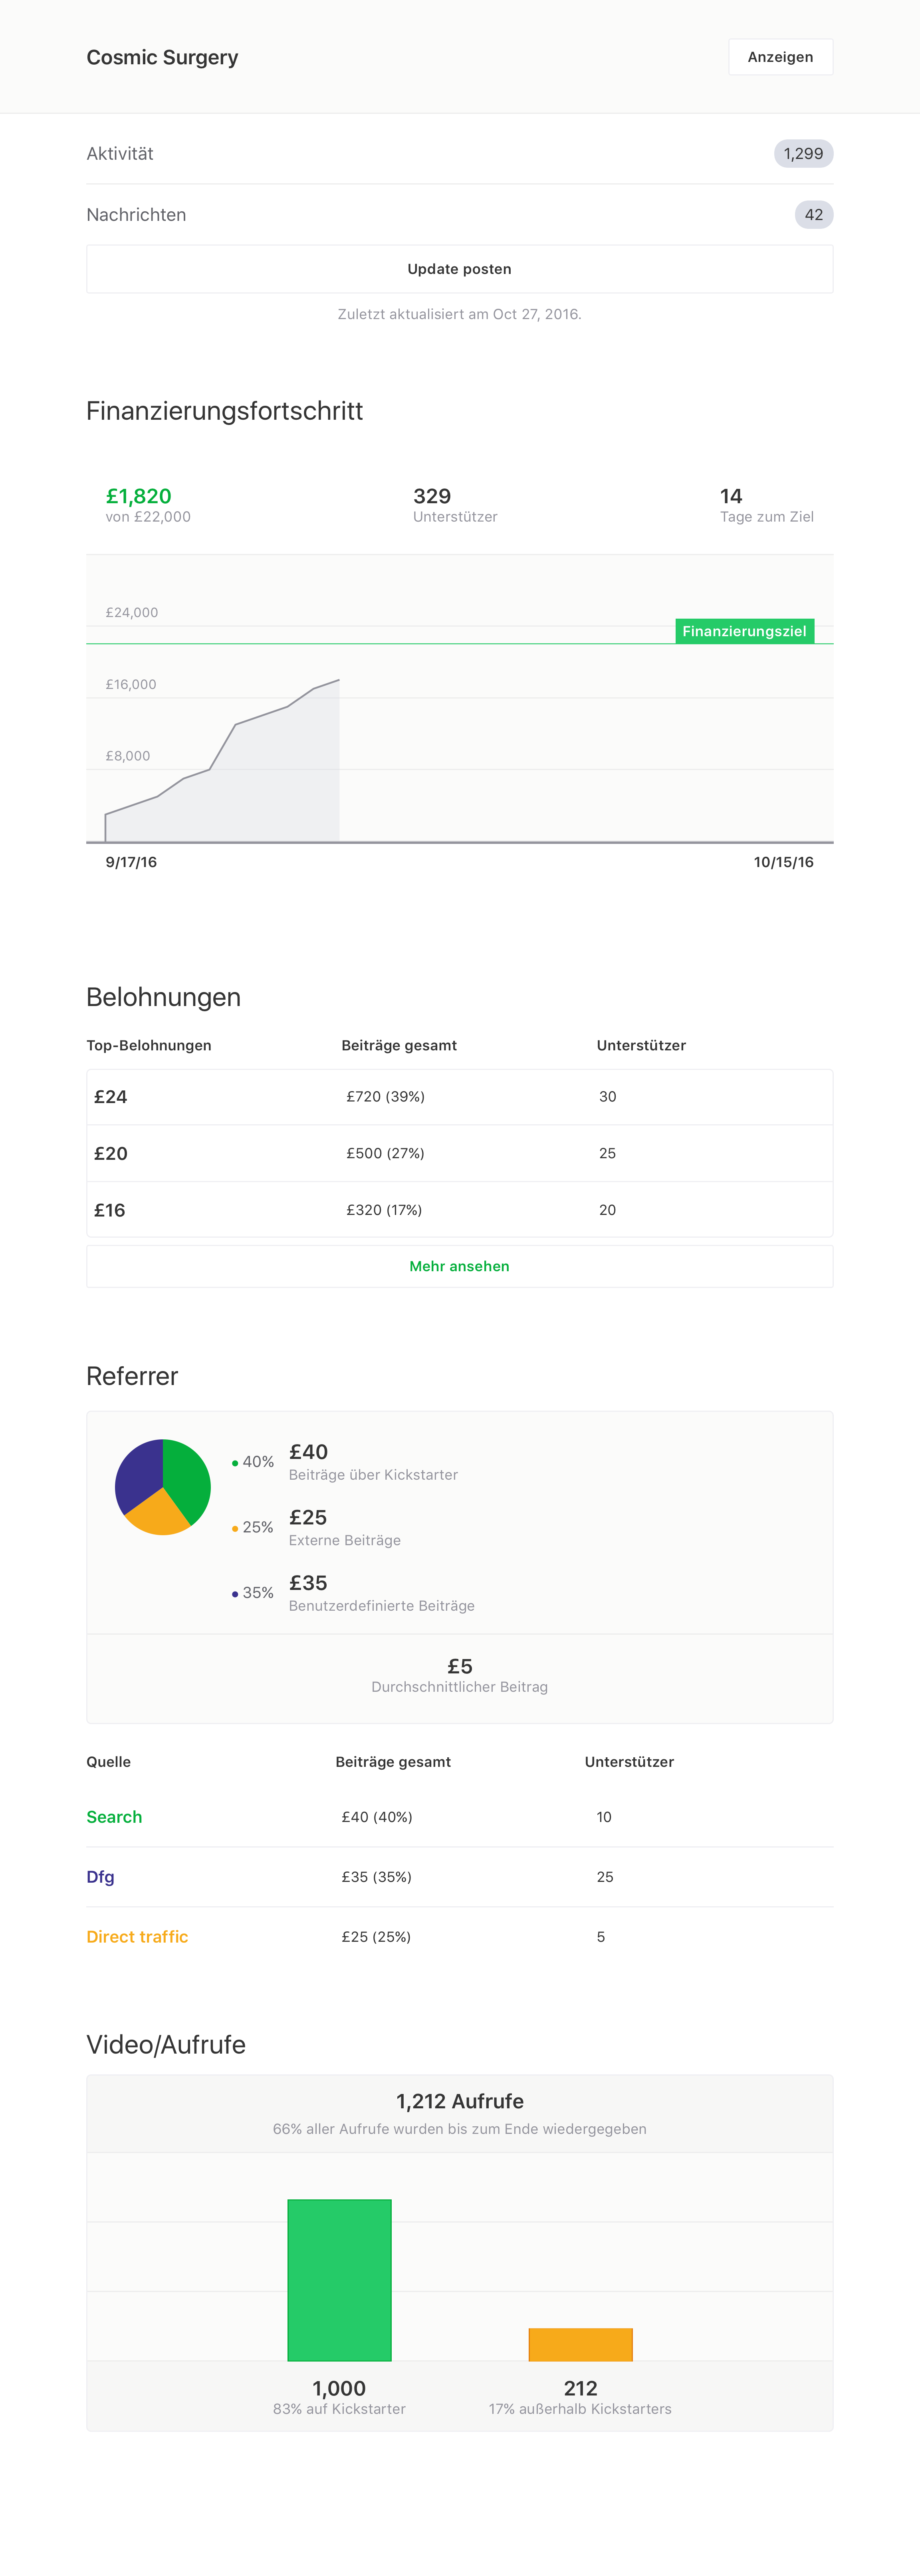 Cosmic Surgery
Anzeigen
Aktivität
1,299
Nachrichten
42
Update posten
Zuletzt aktualisiert am Oct 27, 2016.
Finanzierungsfortschritt
£1,820
von £22,000
329
Unterstützer
14
Tage zum Ziel
£24,000
Finanzierungsziel
£16,000
£8,000
9/17/16
10/15/16
Belohnungen
Top-Belohnungen Beiträge gesamt Unterstützer
£24 £720 (39%) 30
£20 £500 (27%) 25
£16 £320 (17%) 20
Mehr ansehen
Referrer
40% £40
Beiträge über Kickstarter
25% £25
Externe Beiträge
35% £35
Benutzerdefinierte Beiträge
£5
Durchschnittlicher Beitrag
Quelle Beiträge gesamt Unterstützer
Search £40 (40%) 10
Dfg £35 (35%) 25
Direct traffic £25 (25%) 5
Video/Aufrufe
1,212 Aufrufe
66% aller Aufrufe wurden bis zum Ende wiedergegeben
1,000
83% auf Kickstarter
212
17% außerhalb Kickstarters